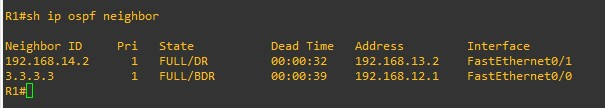 R1#sh ip ospf neighbor
Neighbor ID     Pri   State           Dead Time   Address         Interface
192.168.14.2      1   FULL/DR         00:00:32    192.168.13.2    FastEthernet0/1
3.3.3.3           1   FULL/BDR        00:00:39    192.168.12.1    FastEthernet0/0
R1#